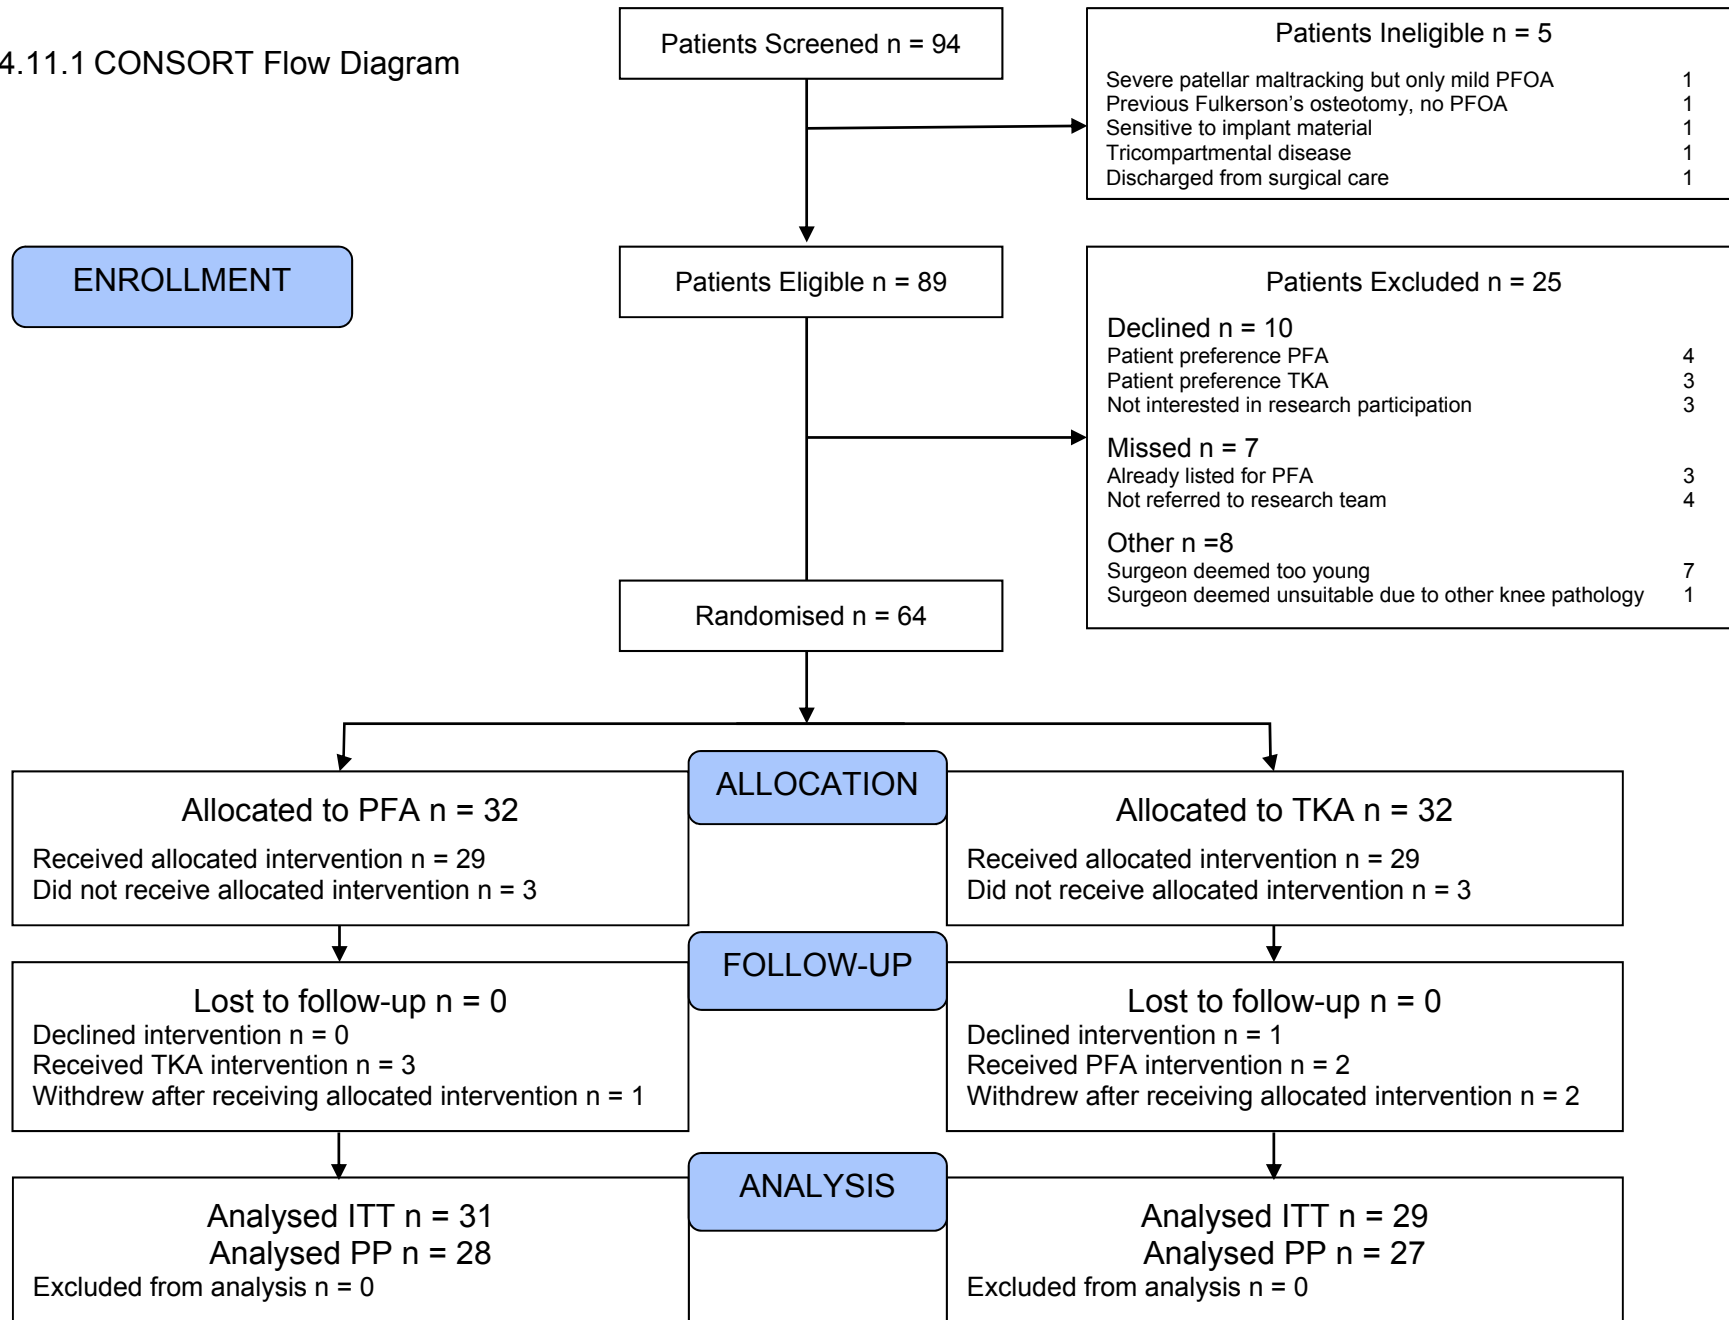 4.11.1 CONSORT Flow Diagram
Patients Screened n = 94
Patients Ineligible n = 5
Severe patellar maltracking but only mild PFOA 1
Previous Fulkerson's osteotomy, no PFOA 1
Sensitive to implant material 1
Tricompartmental disease 1
Discharged from surgical care 1
ENROLLMENT
Patients Eligible n = 89
Patients Excluded n = 25
Declined n = 10
Patient preference PFA 4
Patient preference TKA 3
Not interested in research participation 3
Missed n = 7
Already listed for PFA 3
Not referred to research team 4
Other n =8
Surgeon deemed too young 7
Surgeon deemed unsuitable due to other knee pathology 1
Randomised n = 64
ALLOCATION
Allocated to PFA n = 32
Received allocated intervention n = 29
Did not receive allocated intervention n = 3
Allocated to TKA n = 32
Received allocated intervention n = 29
Did not receive allocated intervention n = 3
FOLLOW-UP
Lost to follow-up n = 0
Declined intervention n = 0
Received TKA intervention n = 3
Withdrew after receiving allocated intervention n = 1
Lost to follow-up n = 0
Declined intervention n = 1
Received PFA intervention n = 2
Withdrew after receiving allocated intervention n = 2
ANALYSIS
Analysed ITT n = 31
Analysed PP n = 28
Excluded from analysis n = 0
Analysed ITT n = 29
Analysed PP n = 27
Excluded from analysis n = 0